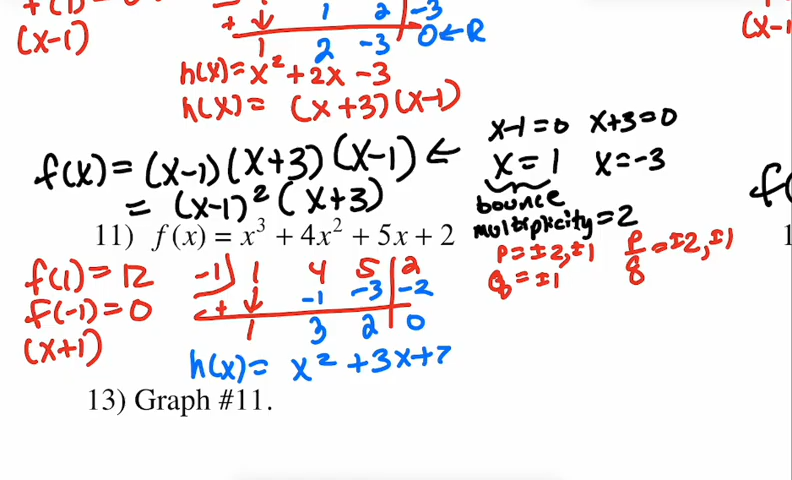 1 2 -3
(x-1) 1 2 -3 0←R
(x-1
h(x)= x² + 2x - 3
h(x)= (x+3)(x-1)
x-1=0 x+3=0
f(x)= (x-1)(x+3)(x-1) ← x=1 x=-3
= (x-1)²(x+3) bounce
multiplicity=2
11) f(x) = x³ + 4x² + 5x + 2
p=±2,±1 p/q=±2,±1
q=±1
f(1)=12 -1) 1 4 5 2
f(-1)=0 + ↓ -1 -3 -2
(x+1) 1 3 2 0
h(x)= x² +3x+
13) Graph #11.